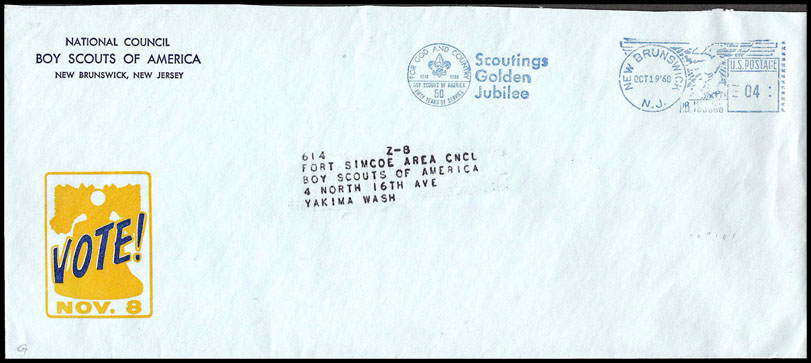 NATIONAL COUNCIL
BOY SCOUTS OF AMERICA
NEW BRUNSWICK, NEW JERSEY
FOR GOD AND COUNTRY
1910 1960
BOY SCOUTS OF AMERICA
50
FIFTY YEARS OF SERVICE
Scoutings
Golden
Jubilee
NEW BRUNSWICK
OCT19'60
N.J.
U.S. POSTAGE
04
P.B.
614 Z-8
FORT SIMCOE AREA CNCL
BOY SCOUTS OF AMERICA
4 NORTH 16TH AVE
YAKIMA WASH
VOTE!
NOV. 8